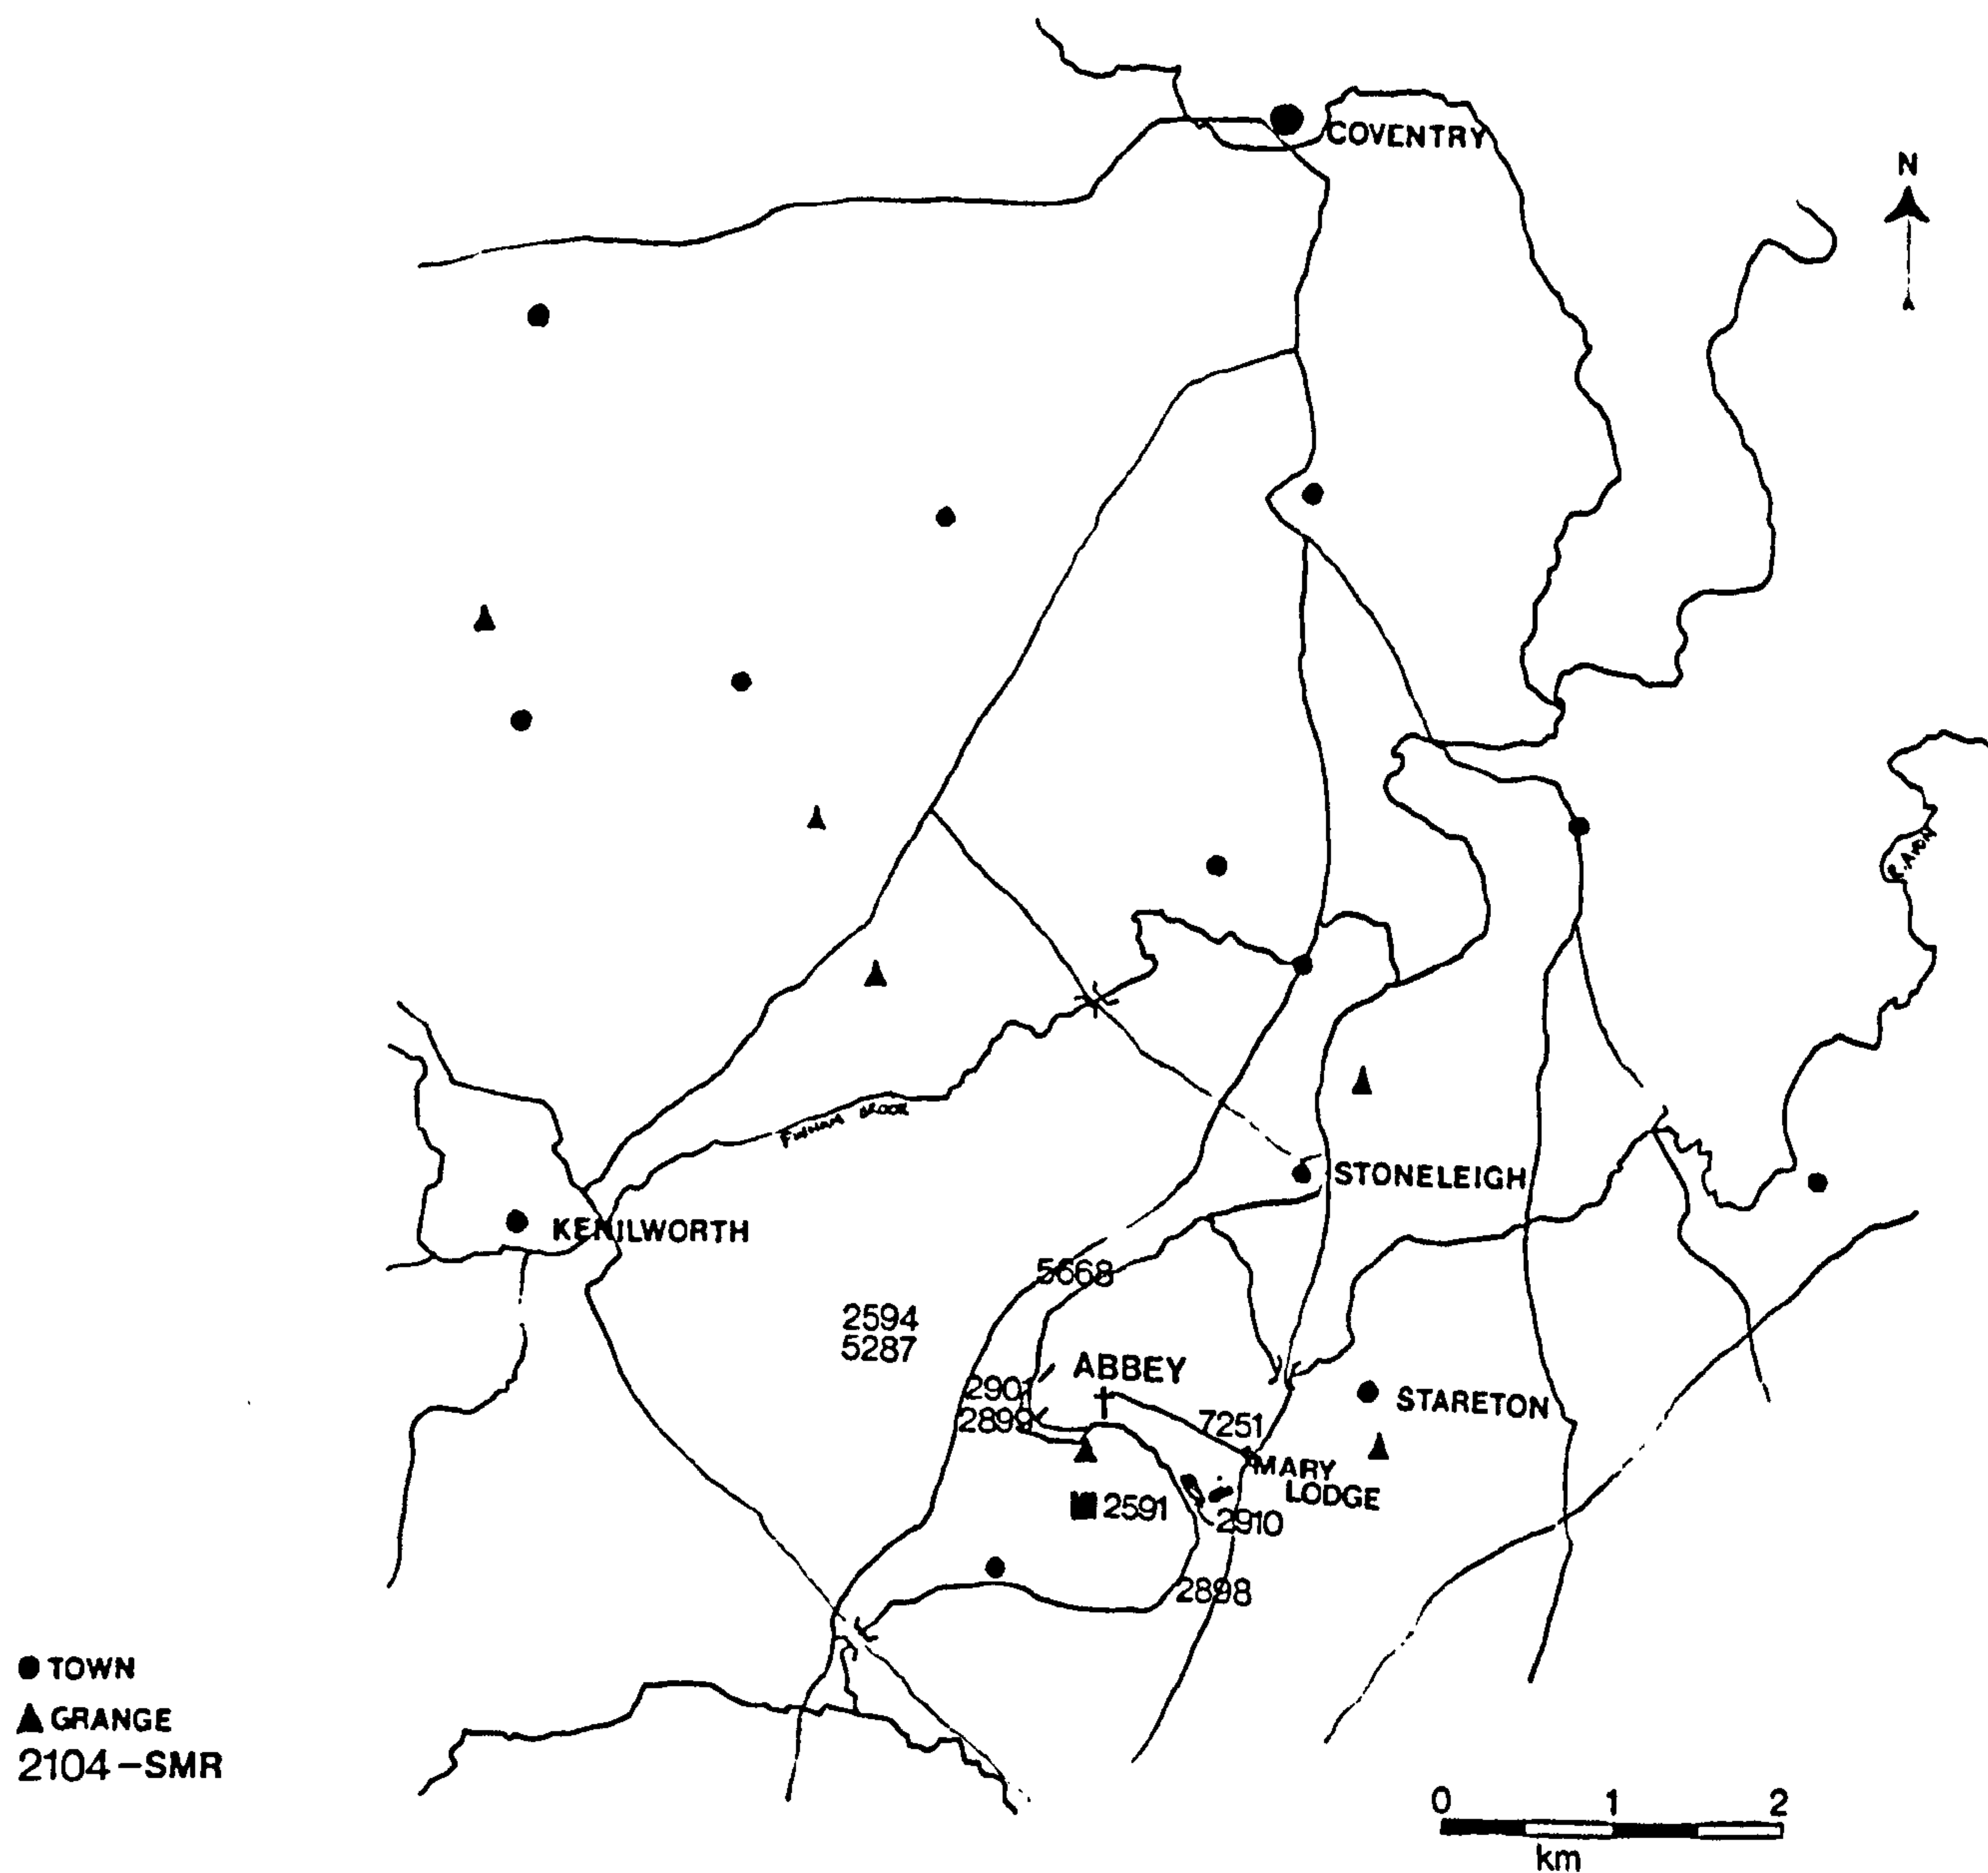 COVENTRY
N
STONELEIGH
KENILWORTH
5668
2594
5287
ABBEY
2901
2899
7251
STARETON
MARY
LODGE
2591
2910
2898
TOWN
GRANGE
2104-SMR
0 1 2
km